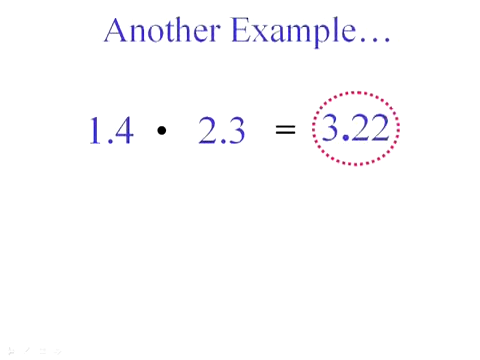 Another Example…
1.4 • 2.3 = 3.22